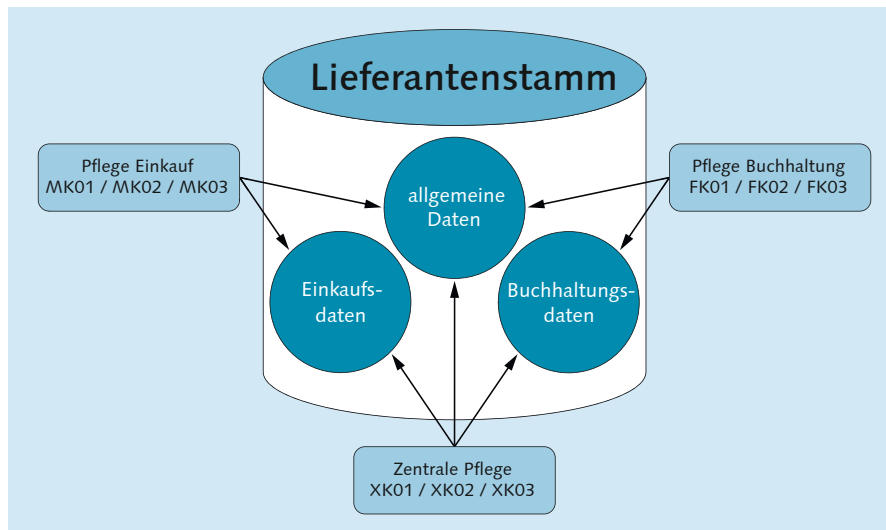 Lieferantenstamm
Pflege Einkauf
MK01 / MK02 / MK03
Pflege Buchhaltung
FK01 / FK02 / FK03
allgemeine
Daten
Einkaufs-
daten
Buchhaltungs-
daten
Zentrale Pflege
XK01 / XK02 / XK03